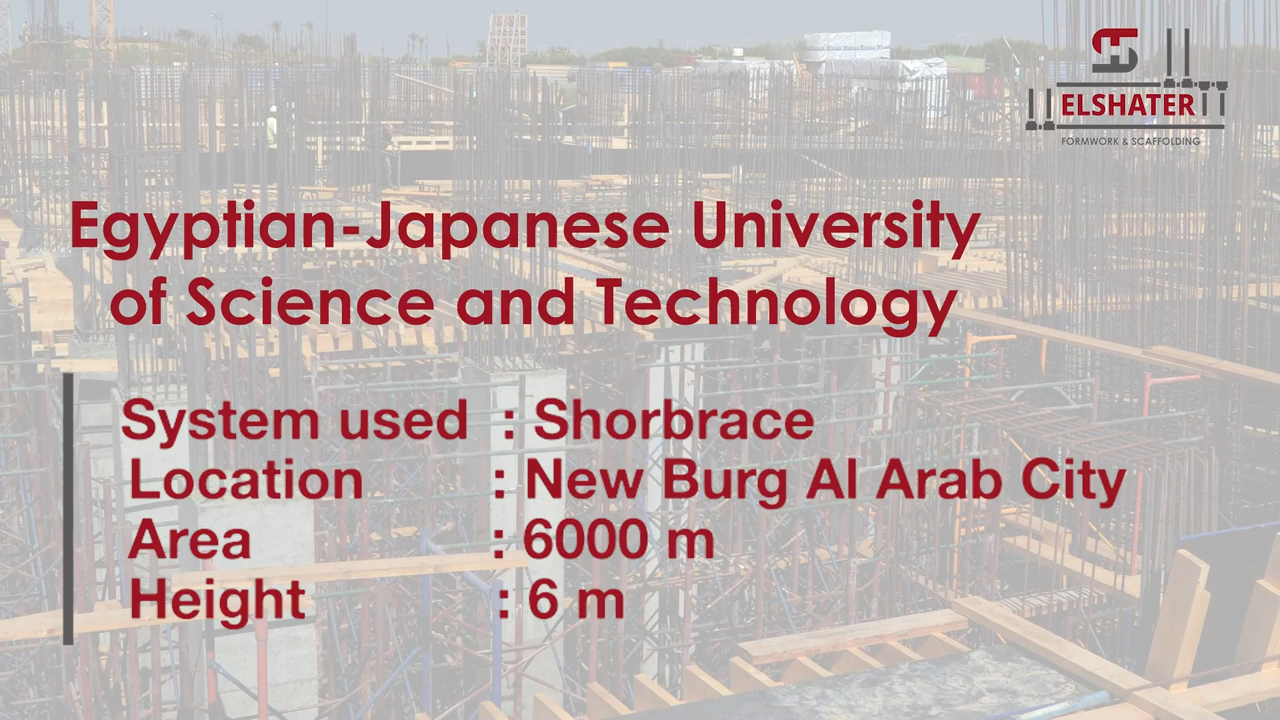 ELSHATER
FORMWORK & SCAFFOLDING
Egyptian-Japanese University
of Science and Technology
System used : Shorbrace
Location : New Burg Al Arab City
Area : 6000 m
Height : 6 m